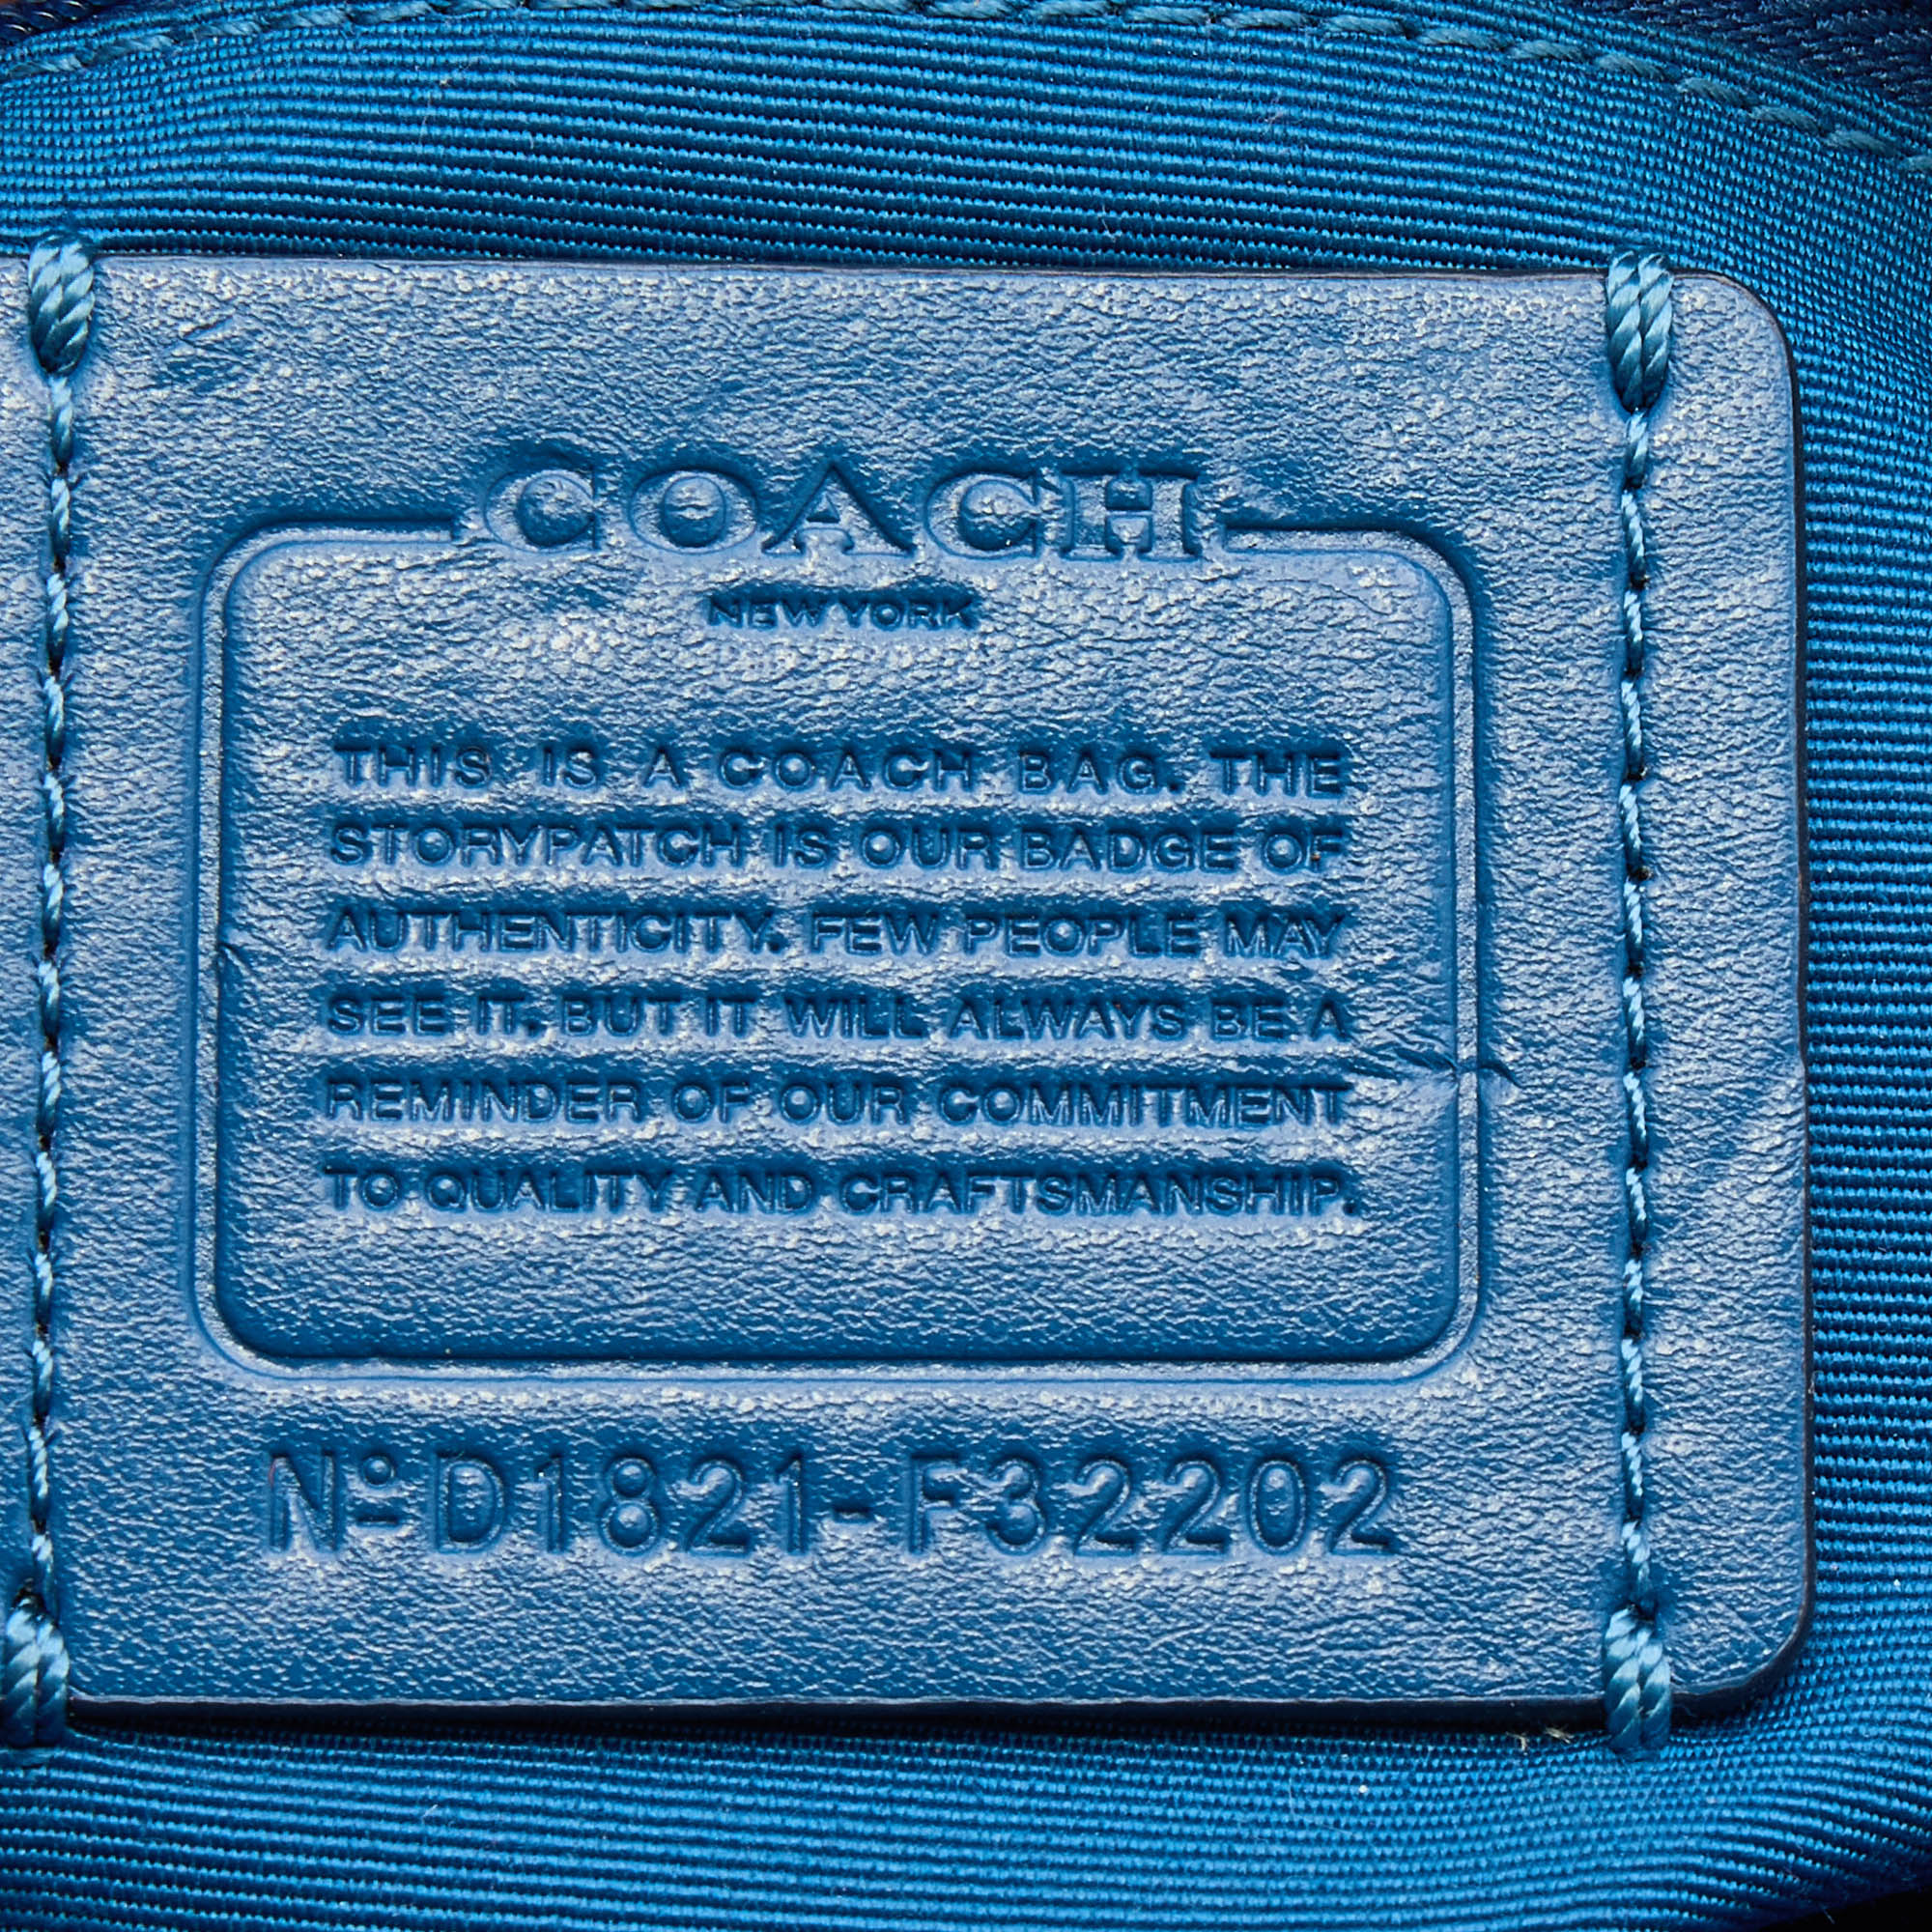 COACH
NEW YORK
THIS IS A COACH BAG. THE
STORYPATCH IS OUR BADGE OF
AUTHENTICITY. FEW PEOPLE MAY
SEE IT, BUT IT WILL ALWAYS BE A
REMINDER OF OUR COMMITMENT
TO QUALITY AND CRAFTSMANSHIP.
Nº D1821-F32202